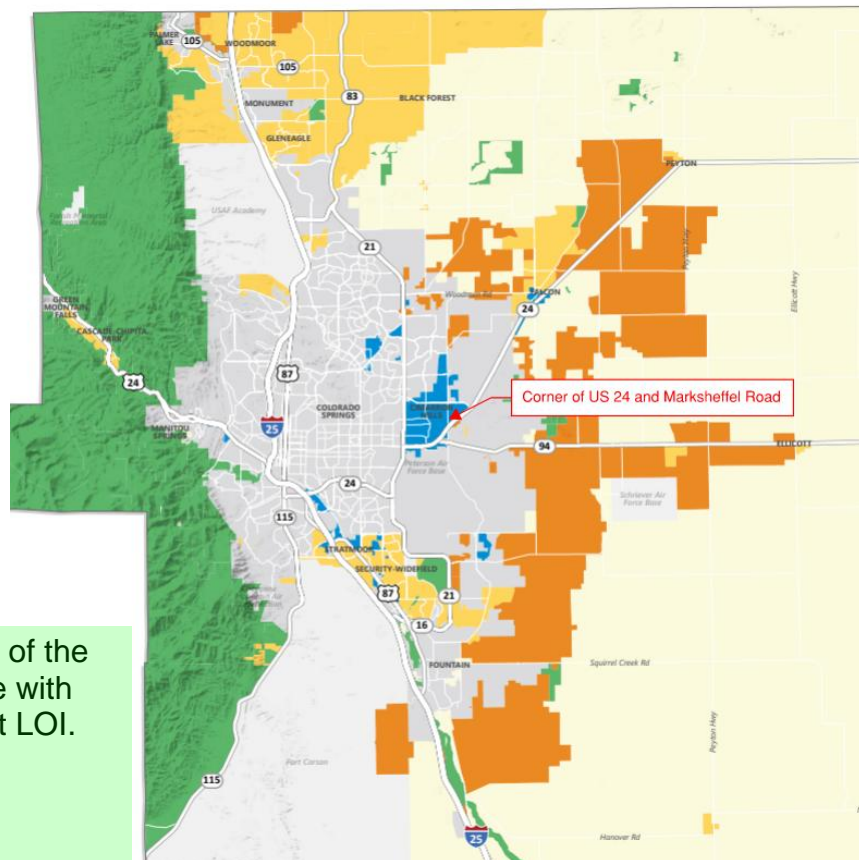 PALMER
LAKE
105
WOODMOOR
105
83
MONUMENT
BLACK FOREST
GLENEAGLE
PEYTON
USAF Academy
21
Peyton Hwy
Ellicott Hwy
Woodmen Rd
FALCON
24
GREEN
MOUNTAIN
FALLS
CASCADE-CHIPITA
PARK
24
87
Corner of US 24 and Marksheffel Road
COLORADO
SPRINGS
CIMARRON
HILLS
25
MANITOU
SPRINGS
94
ELLICOTT
Peterson Air
Force Base
24
Schriever Air
Force Base
115
STRATMOOR
SECURITY-WIDEFIELD
87
21
16
of the
e with
t LOI.
FOUNTAIN
Squirrel Creek Rd
Peyton Hwy
Fort Carson
115
25
Hanover Rd